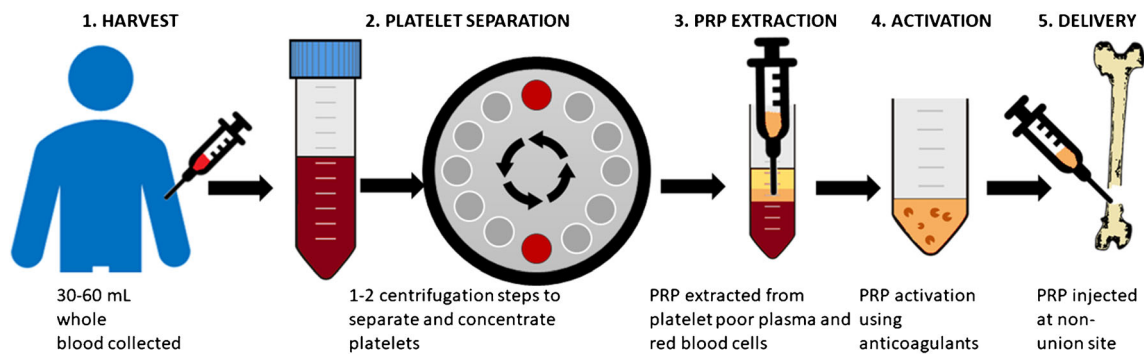 1. HARVEST
2. PLATELET SEPARATION
3. PRP EXTRACTION
4. ACTIVATION
5. DELIVERY
30-60 mL
whole
blood collected
1-2 centrifugation steps to
separate and concentrate
platelets
PRP extracted from
platelet poor plasma and
red blood cells
PRP activation
using
anticoagulants
PRP injected
at non-
union site